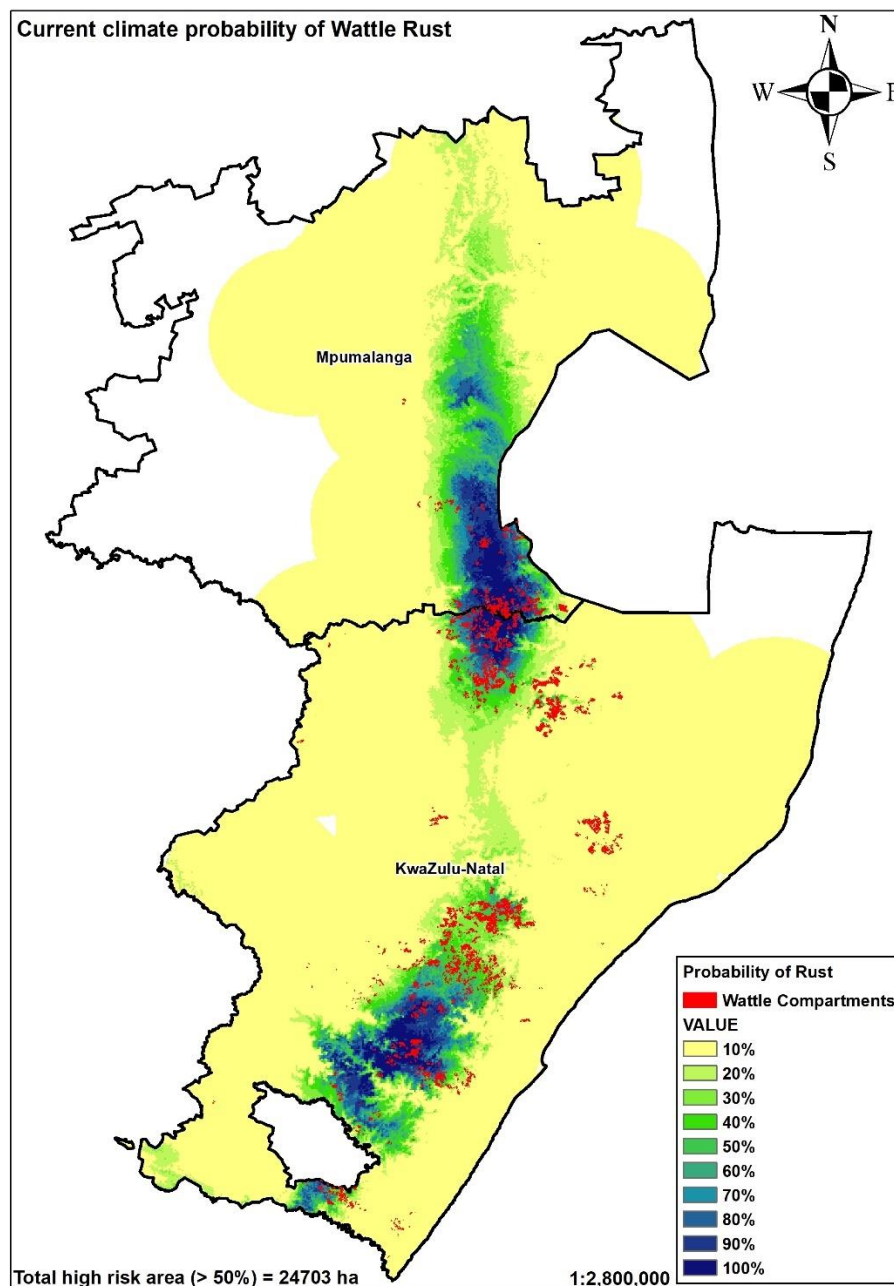 Current climate probability of Wattle Rust
N
W
E
S
Mpumalanga
KwaZulu-Natal
Probability of Rust
Wattle Compartments
VALUE
10%
20%
30%
40%
50%
60%
70%
80%
90%
100%
Total high risk area (> 50%) = 24703 ha
1:2,800,000